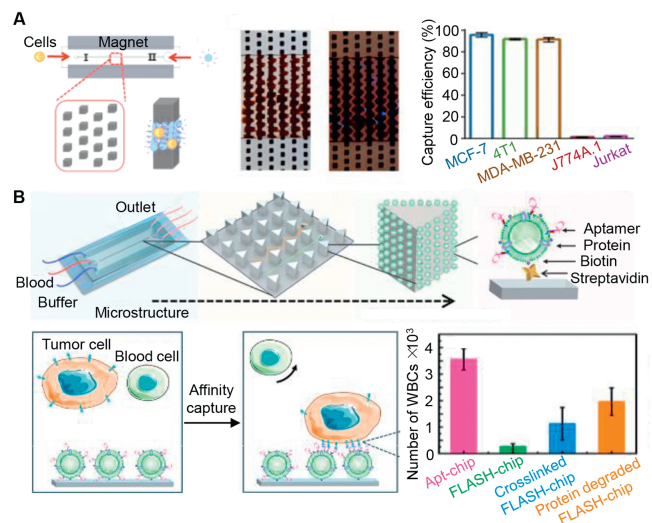 A
Cells
Magnet
I
II
Capture efficiency (%)
100
80
60
40
20
0
MCF-7
4T1
MDA-MB-231
J774A.1
Jurkat
B
Outlet
Blood
Buffer
Microstructure
Aptamer
Protein
Biotin
Streptavidin
Tumor cell
Blood cell
Affinity
capture
Number of WBCs ×10³
4
3
2
1
0
Apt-chip
FLASH-chip
Crosslinked
FLASH-chip
Protein degraded
FLASH-chip